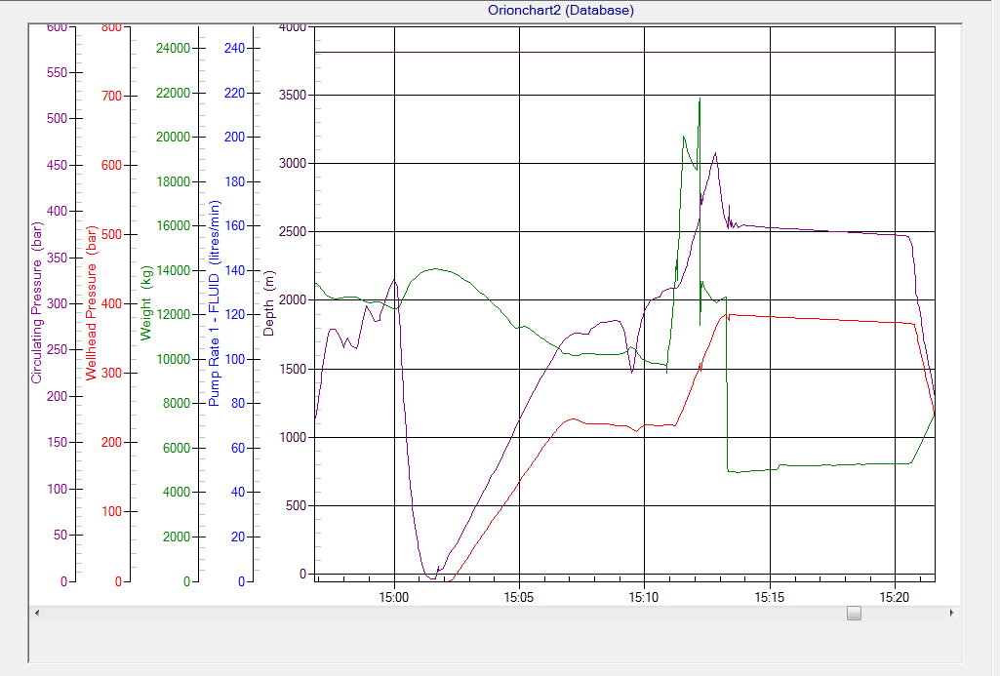 Orionchart2 (Database)
600 800 4000
24000 240
550
700 22000 220 3500
500
20000 200
450 600 3000
18000 180
400
500 16000 160 2500
350
14000 140
300 400 2000
12000 120
250
300 10000 100 1500
200
8000 80
150 200 1000
6000 60
100
100 4000 40 500
50
2000 20
0 0 0 0 0
Circulating Pressure (bar)
Wellhead Pressure (bar)
Weight (kg)
Pump Rate 1 - FLUID (litres/min)
Depth (m)
15:00 15:05 15:10 15:15 15:20